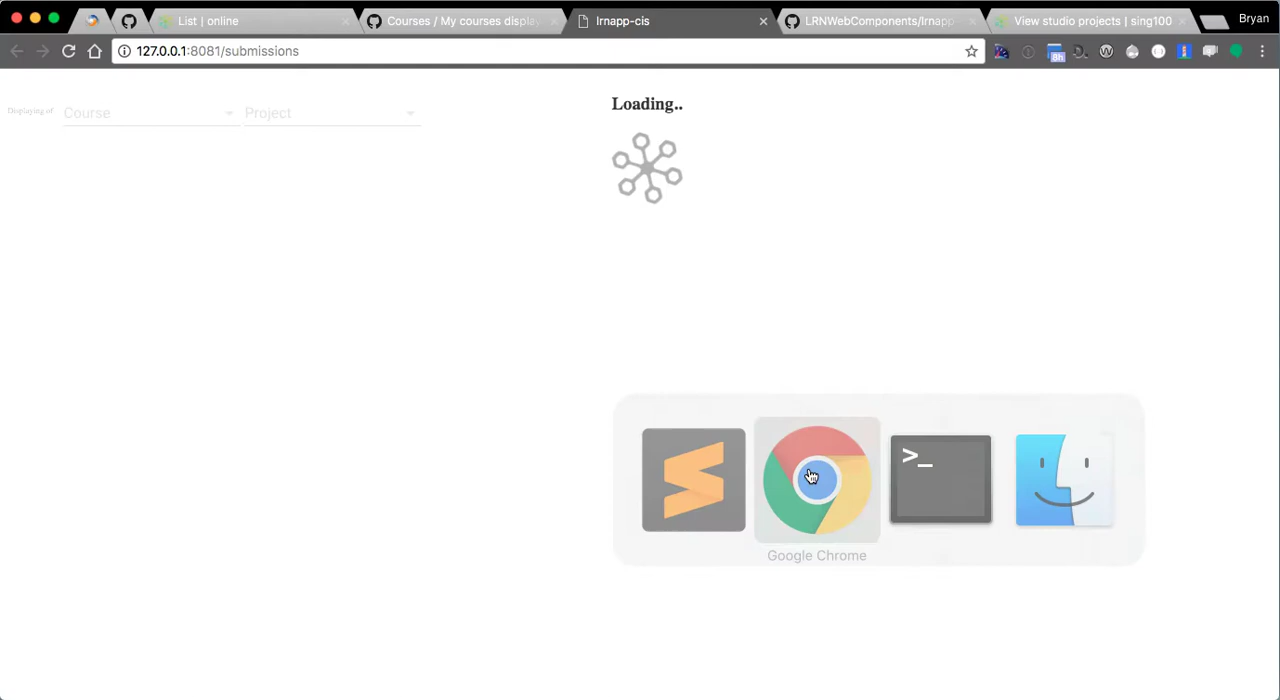 List | online
Courses / My courses display
lrnapp-cis
LRNWebComponents/lrnapp-
View studio projects | sing100
Bryan
127.0.0.1:8081/submissions
8h
Displaying of
Course
Project
Loading..
>_
Google Chrome